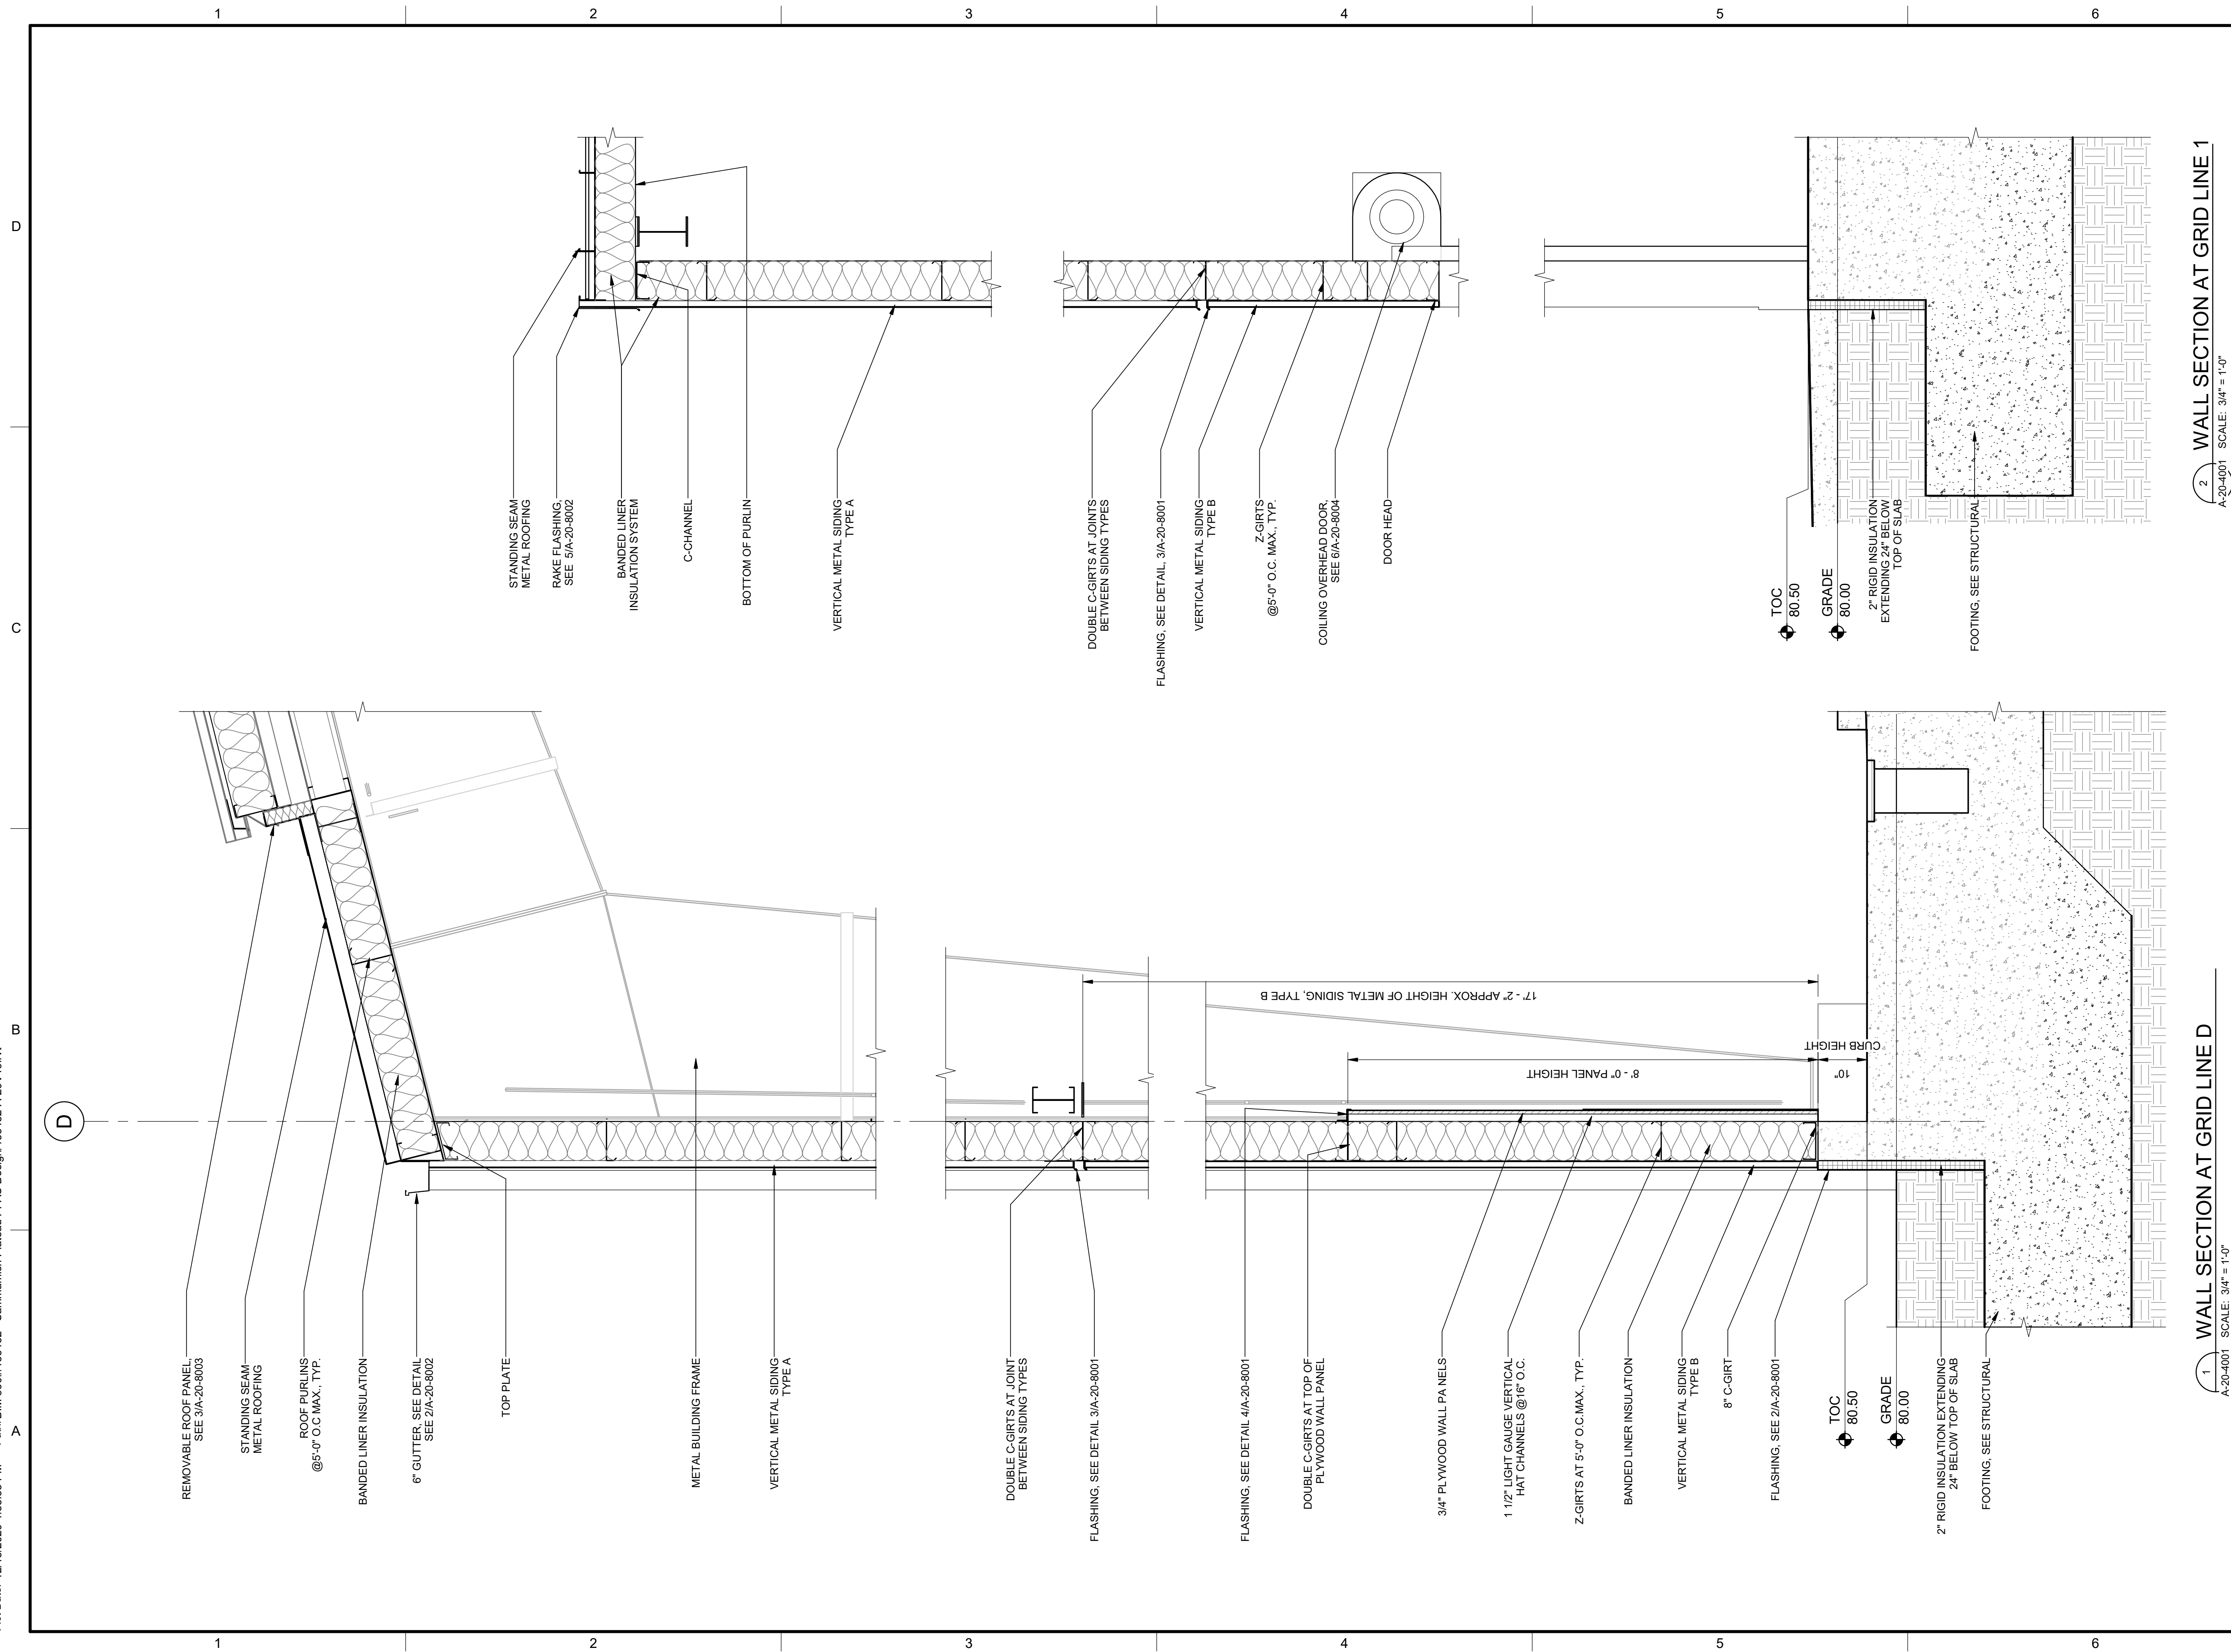 1
2
3
4
5
6
D
C
B
A
D
REMOVABLE ROOF PANEL,
SEE 3/A-20-8003
STANDING SEAM
METAL ROOFING
ROOF PURLINS
@5'-0" O.C MAX., TYP.
BANDED LINER INSULATION
6" GUTTER, SEE DETAIL
SEE 2/A-20-8002
TOP PLATE
METAL BUILDING FRAME
VERTICAL METAL SIDING
TYPE A
DOUBLE C-GIRTS AT JOINT
BETWEEN SIDING TYPES
FLASHING, SEE DETAIL 3/A-20-8001
FLASHING, SEE DETAIL 4/A-20-8001
DOUBLE C-GIRTS AT TOP OF
PLYWOOD WALL PANEL
3/4" PLYWOOD WALL PA NELS
1 1/2" LIGHT GAUGE VERTICAL
HAT CHANNELS @16" O.C.
Z-GIRTS AT 5'-0" O.C.MAX., TYP.
BANDED LINER INSULATION
VERTICAL METAL SIDING
TYPE B
8" C-GIRT
FLASHING, SEE 2/A-20-8001
TOC
80.50
GRADE
80.00
2" RIGID INSULATION EXTENDING
24" BELOW TOP OF SLAB
FOOTING, SEE STRUCTURAL
17' - 2" APPROX. HEIGHT OF METAL SIDING, TYPE B
8' - 0" PANEL HEIGHT
10"
CURB HEIGHT
1
WALL SECTION AT GRID LINE D
A-20-4001 SCALE: 3/4" = 1'-0"
STANDING SEAM
METAL ROOFING
RAKE FLASHING,
SEE 5/A-20-8002
BANDED LINER
INSULATION SYSTEM
C-CHANNEL
BOTTOM OF PURLIN
VERTICAL METAL SIDING
TYPE A
DOUBLE C-GIRTS AT JOINTS
BETWEEN SIDING TYPES
FLASHING, SEE DETAIL, 3/A-20-8001
VERTICAL METAL SIDING
TYPE B
Z-GIRTS
@5'-0" O.C. MAX., TYP.
COILING OVERHEAD DOOR,
SEE 6/A-20-8004
DOOR HEAD
TOC
80.50
GRADE
80.00
2" RIGID INSULATION
EXTENDING 24" BELOW
TOP OF SLAB
FOOTING, SEE STRUCTURAL
2
WALL SECTION AT GRID LINE 1
A-20-4001 SCALE: 3/4" = 1'-0"
1
2
3
4
5
6